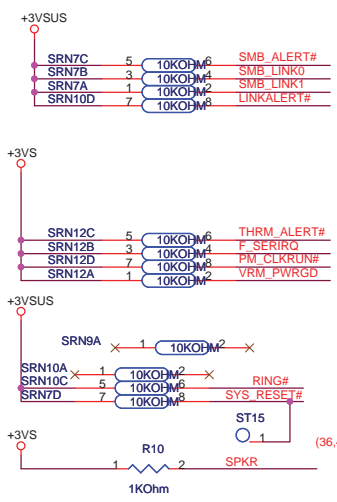 +3VSUS
SRN7C 5 10KOHM 6 SMB_ALERT#
SRN7B 3 10KOHM 4 SMB_LINK0
SRN7A 1 10KOHM 2 SMB_LINK1
SRN10D 7 10KOHM 8 LINKALERT#
+3VS
SRN12C 5 10KOHM 6 THRM_ALERT#
SRN12B 3 10KOHM 4 F_SERIRQ
SRN12D 7 10KOHM 8 PM_CLKRUN#
SRN12A 1 10KOHM 2 VRM_PWRGD
+3VSUS
SRN9A 1 10KOHM 2
SRN10A 1 10KOHM 2
SRN10C 5 10KOHM 6 RING#
SRN7D 7 10KOHM 8 SYS_RESET#
ST15
1
+3VS
R10
1 2 SPKR
1KOhm
(36,